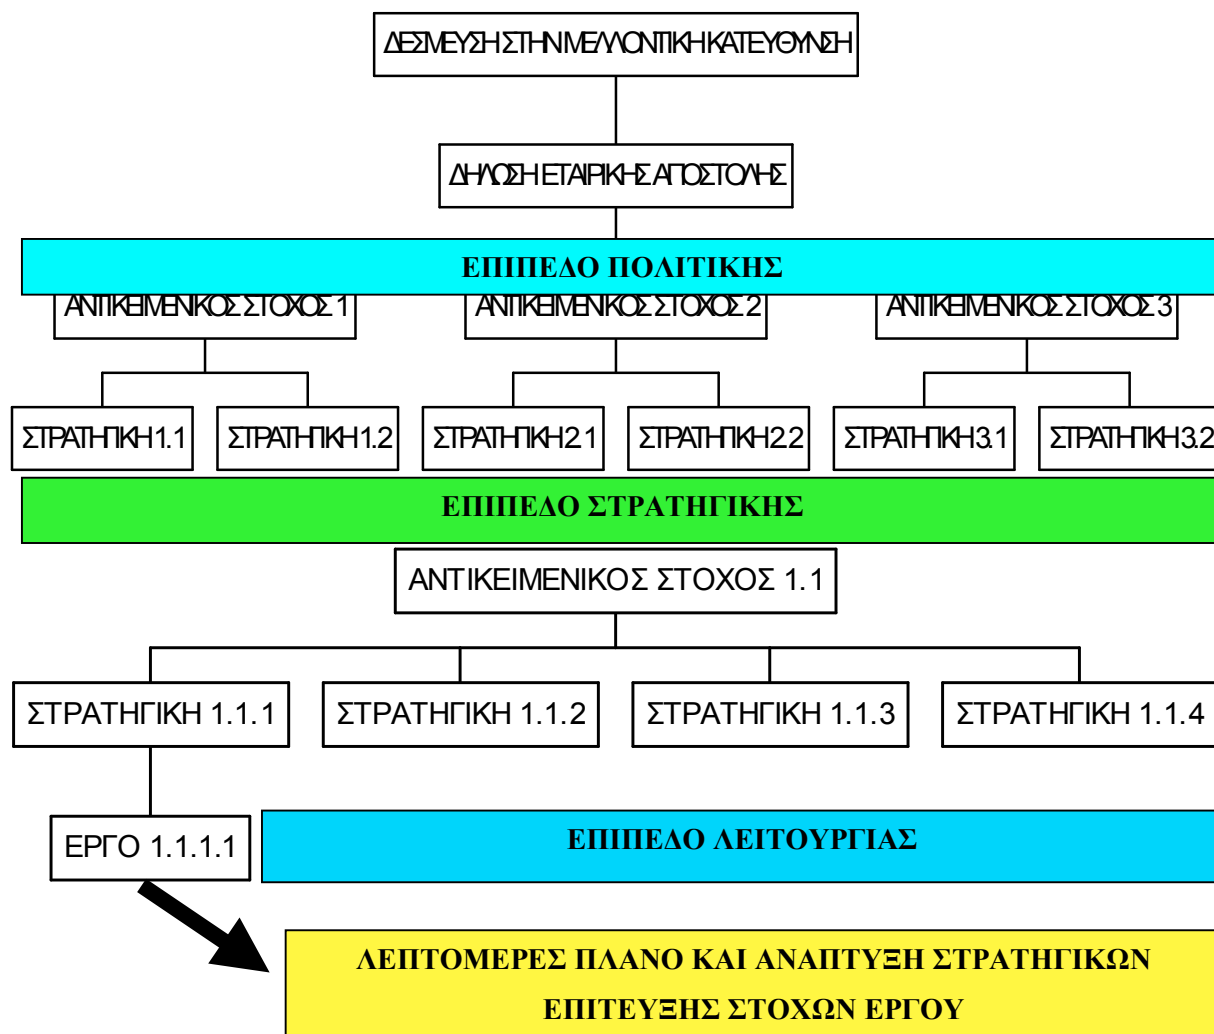 ΔΕΣΜΕΥΣΗ ΣΤΗΝ ΜΕΛΛΟΝΤΙΚΗ ΚΑΤΕΥΘΥΝΣΗ
ΔΗΛΩΣΗ ΕΤΑΙΡΙΚΗΣ ΑΠΟΣΤΟΛΗΣ
ΕΠΙΠΕΔΟ ΠΟΛΙΤΙΚΗΣ
ΑΝΤΙΚΕΙΜΕΝΙΚΟΣ ΣΤΟΧΟΣ 1
ΑΝΤΙΚΕΙΜΕΝΙΚΟΣ ΣΤΟΧΟΣ 2
ΑΝΤΙΚΕΙΜΕΝΙΚΟΣ ΣΤΟΧΟΣ 3
ΣΤΡΑΤΗΓΙΚΗ 1.1
ΣΤΡΑΤΗΓΙΚΗ 1.2
ΣΤΡΑΤΗΓΙΚΗ 2.1
ΣΤΡΑΤΗΓΙΚΗ 2.2
ΣΤΡΑΤΗΓΙΚΗ 3.1
ΣΤΡΑΤΗΓΙΚΗ 3.2
ΕΠΙΠΕΔΟ ΣΤΡΑΤΗΓΙΚΗΣ
ΑΝΤΙΚΕΙΜΕΝΙΚΟΣ ΣΤΟΧΟΣ 1.1
ΣΤΡΑΤΗΓΙΚΗ 1.1.1
ΣΤΡΑΤΗΓΙΚΗ 1.1.2
ΣΤΡΑΤΗΓΙΚΗ 1.1.3
ΣΤΡΑΤΗΓΙΚΗ 1.1.4
ΕΡΓΟ 1.1.1.1
ΕΠΙΠΕΔΟ ΛΕΙΤΟΥΡΓΙΑΣ
ΛΕΠΤΟΜΕΡΕΣ ΠΛΑΝΟ ΚΑΙ ΑΝΑΠΤΥΞΗ ΣΤΡΑΤΗΓΙΚΩΝ
ΕΠΙΤΕΥΞΗΣ ΣΤΟΧΩΝ ΕΡΓΟΥ